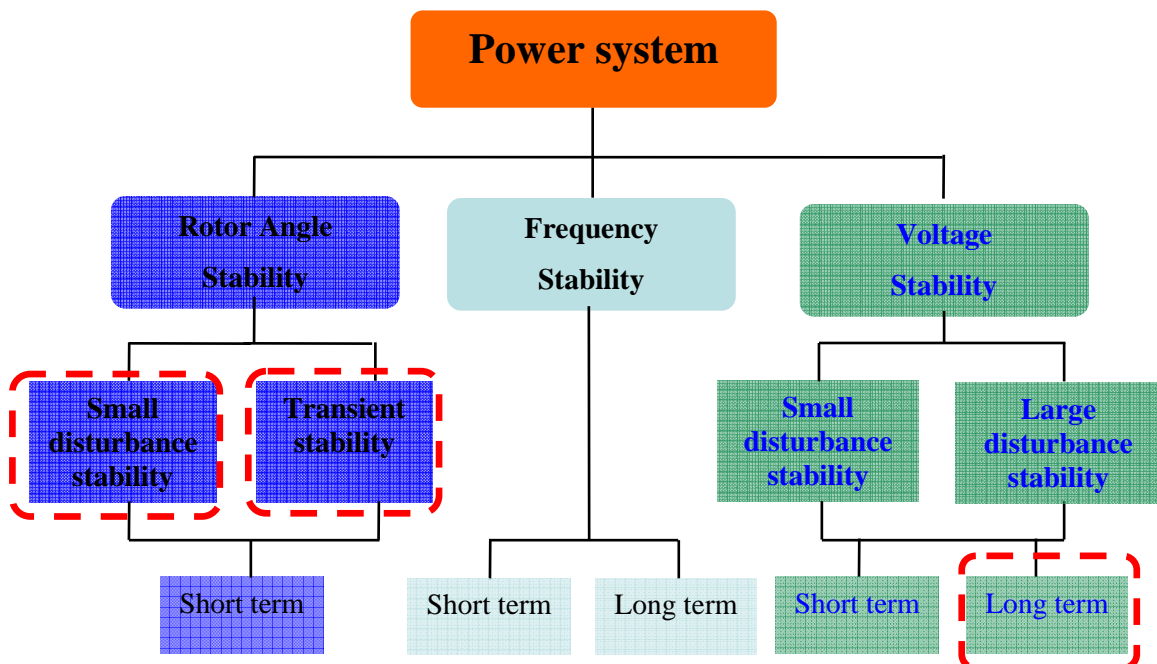 Power system
Rotor Angle
Stability
Frequency
Stability
Voltage
Stability
Small
disturbance
stability
Transient
stability
Small
disturbance
stability
Large
disturbance
stability
Short term
Short term
Long term
Short term
Long term